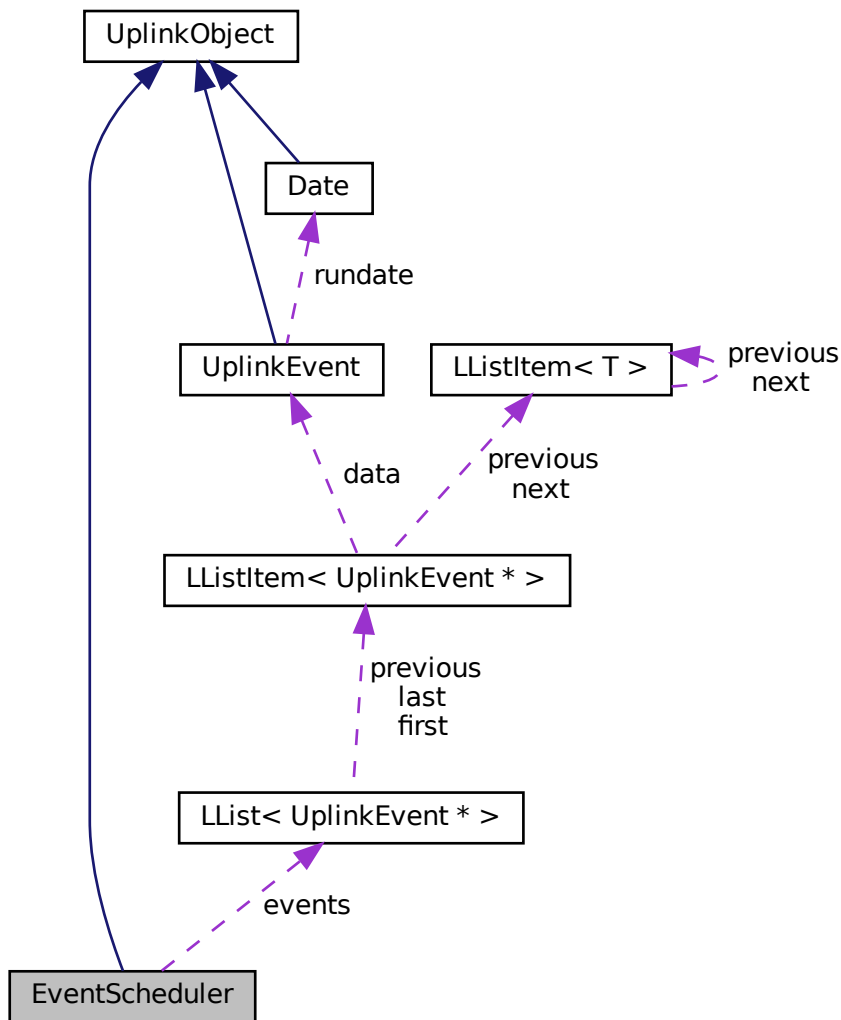 UplinkObject
Date
rundate
UplinkEvent
LListItem< T >
previous
next
data
previous
next
LListItem< UplinkEvent * >
previous
last
first
LList< UplinkEvent * >
events
EventScheduler